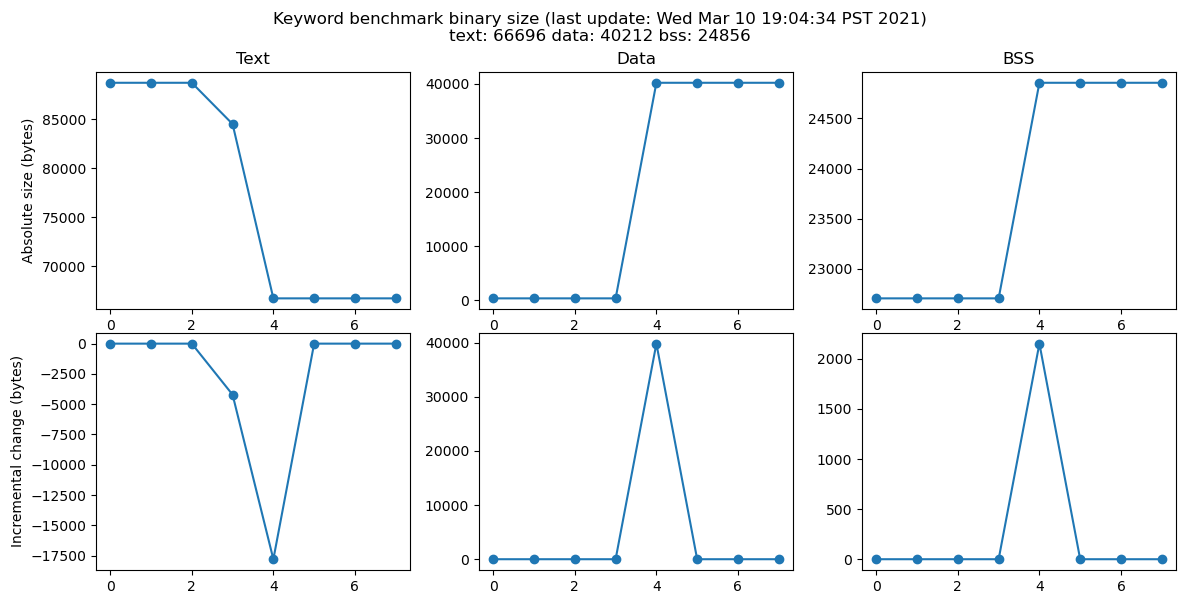 Keyword benchmark binary size (last update: Wed Mar 10 19:04:34 PST 2021)
text: 66696 data: 40212 bss: 24856
Text
Absolute size (bytes)
85000
80000
75000
70000
0 2 4 6
Data
40000
30000
20000
10000
0
0 2 4 6
BSS
24500
24000
23500
23000
0 2 4 6
Incremental change (bytes)
0
−2500
−5000
−7500
−10000
−12500
−15000
−17500
0 2 4 6
40000
30000
20000
10000
0
0 2 4 6
2000
1500
1000
500
0
0 2 4 6